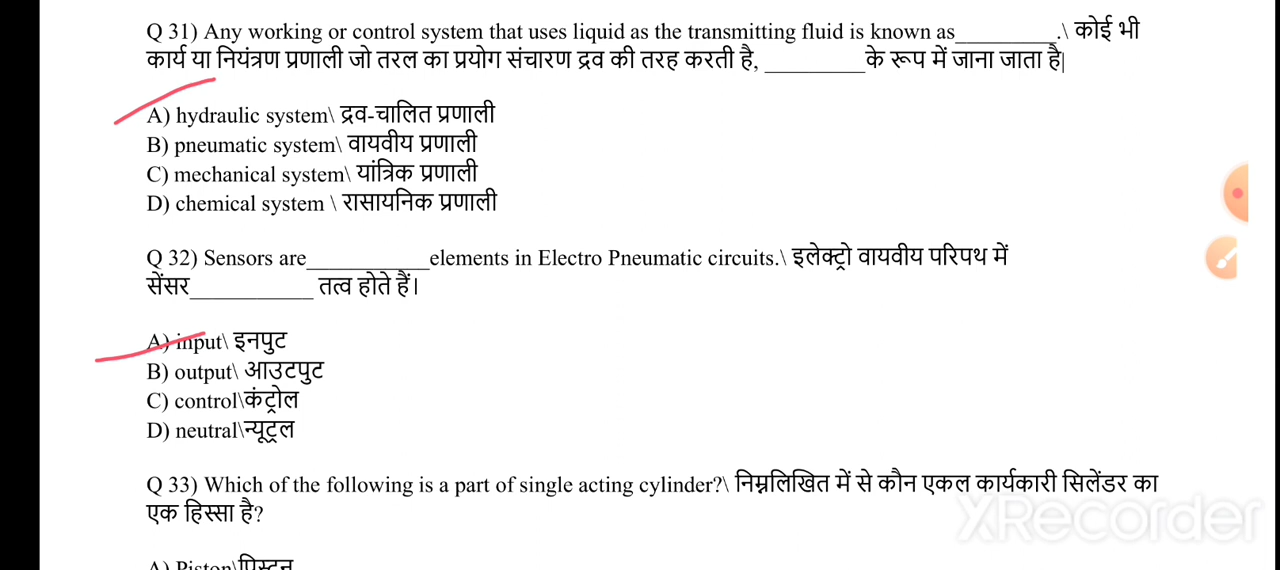 Q 31) Any working or control system that uses liquid as the transmitting fluid is known as_________.\ कोई भी
कार्य या नियंत्रण प्रणाली जो तरल का प्रयोग संचारण द्रव की तरह करती है, _________के रूप में जाना जाता है|
A) hydraulic system\ द्रव-चालित प्रणाली
B) pneumatic system\ वायवीय प्रणाली
C) mechanical system\ यांत्रिक प्रणाली
D) chemical system \ रासायनिक प्रणाली
Q 32) Sensors are___________elements in Electro Pneumatic circuits.\ इलेक्ट्रो वायवीय परिपथ में
सेंसर___________ तत्व होते हैं।
A) input\ इनपुट
B) output\ आउटपुट
C) control\कंट्रोल
D) neutral\न्यूट्रल
Q 33) Which of the following is a part of single acting cylinder?\ निम्नलिखित में से कौन एकल कार्यकारी सिलेंडर का
एक हिस्सा है?
XRecorder
A) Piston\पिस्टन